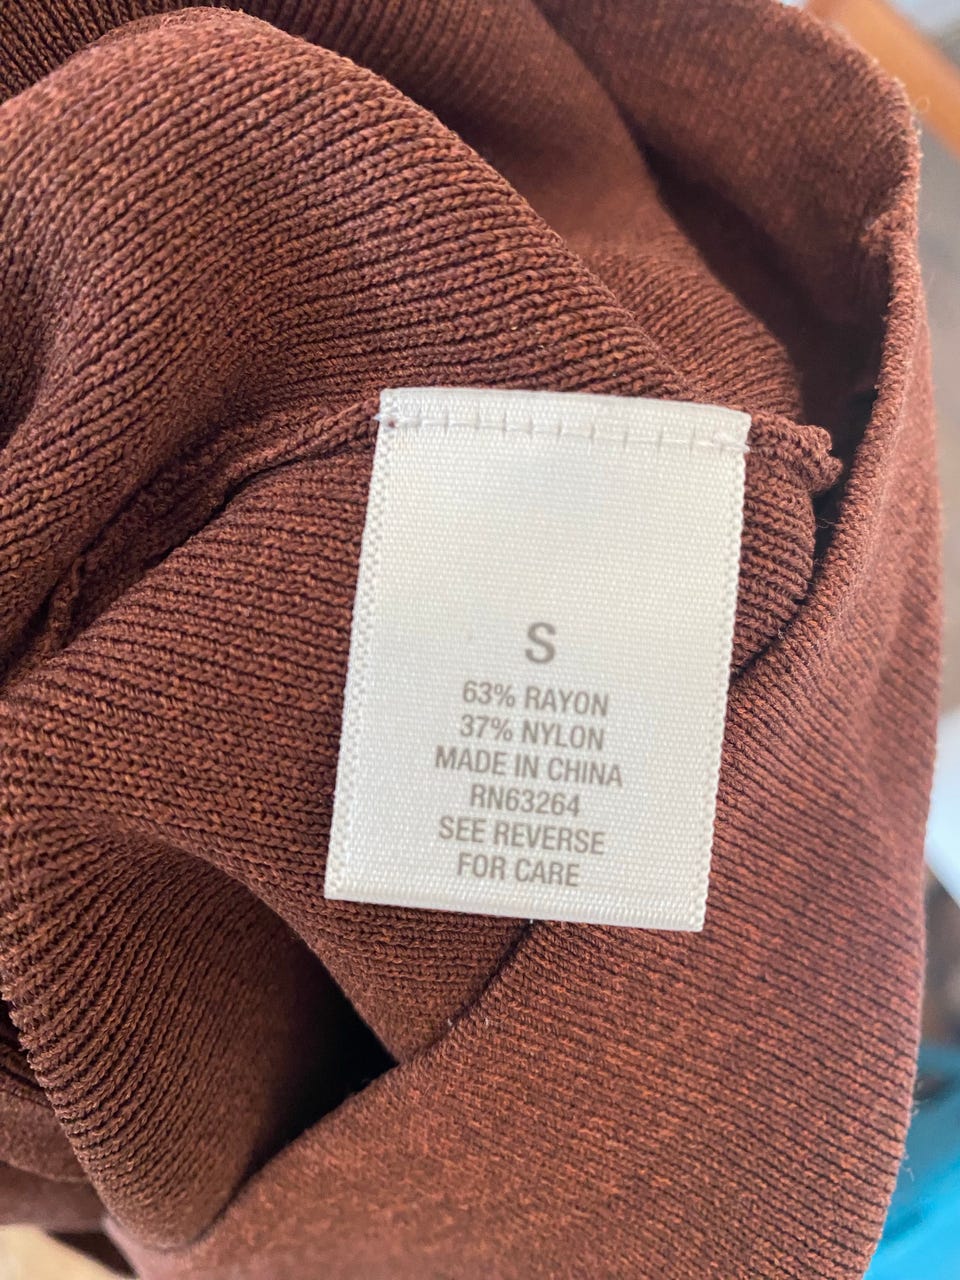 S
63% RAYON
37% NYLON
MADE IN CHINA
RN63264
SEE REVERSE
FOR CARE